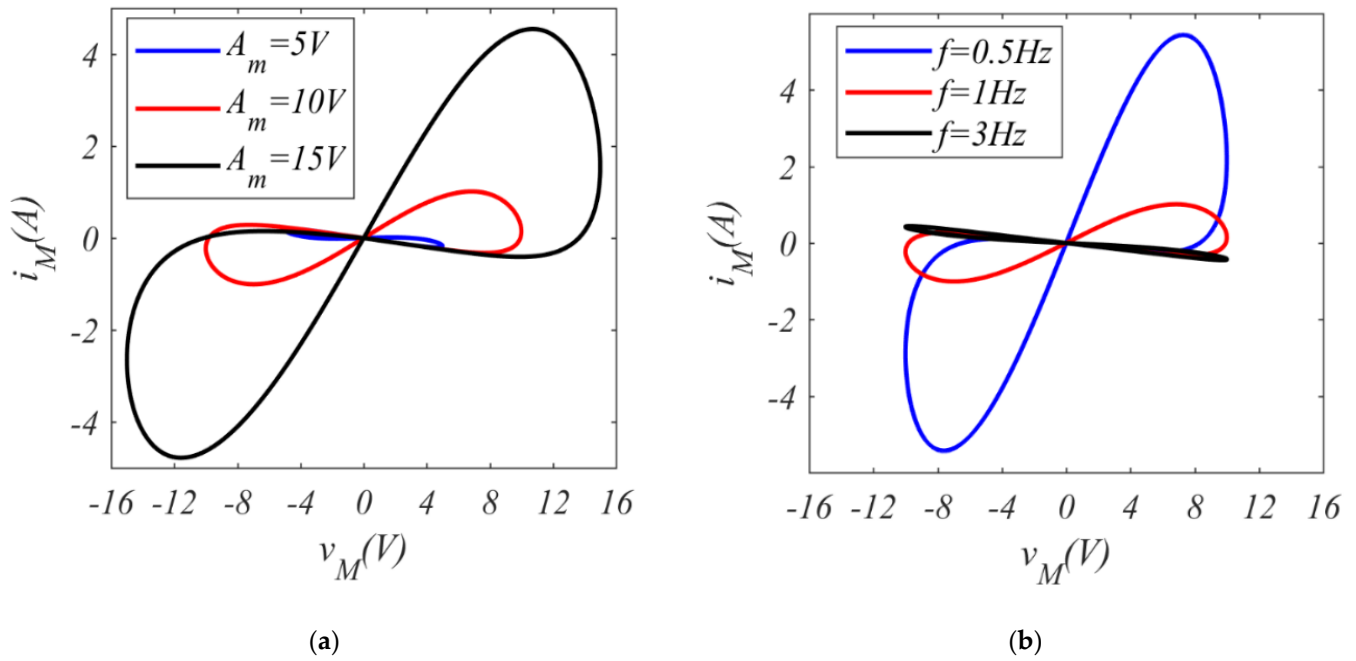 A_m=5V
A_m=10V
A_m=15V
4
2
0
-2
-4
i_M(A)
-16 -12 -8 -4 0 4 8 12 16
v_M(V)
(a)
f=0.5Hz
f=1Hz
f=3Hz
4
2
0
-2
-4
i_M(A)
-16 -12 -8 -4 0 4 8 12 16
v_M(V)
(b)